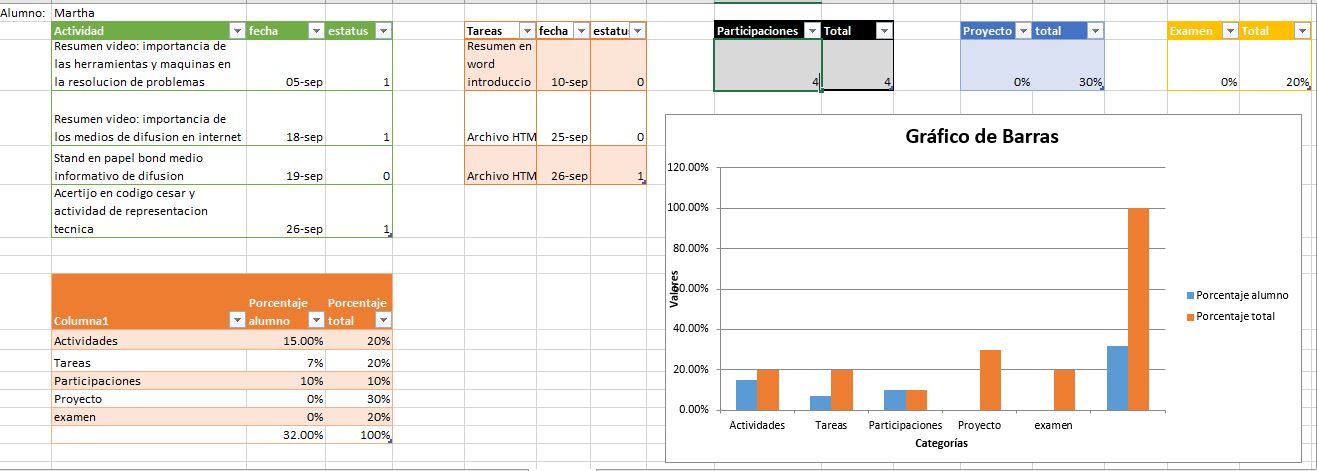 Alumno: Martha
Actividad fecha estatus
Resumen video: importancia de
las herramientas y maquinas en
la resolucion de problemas 05-sep 1
Resumen video: importancia de
los medios de difusion en internet 18-sep 1
Stand en papel bond medio
informativo de difusion 19-sep 0
Acertijo en codigo cesar y
actividad de representacion
tecnica 26-sep 1
Tareas fecha estatu
Resumen en
word
introduccio 10-sep 0
Archivo HTM 25-sep 0
Archivo HTM 26-sep 1
Participaciones Total
4 4
Proyecto total
0% 30%
Examen Total
0% 20%
Porcentaje Porcentaje
Columna1 alumno total
Actividades 15.00% 20%
Tareas 7% 20%
Participaciones 10% 10%
Proyecto 0% 30%
examen 0% 20%
32.00% 100%
Gráfico de Barras
120.00%
100.00%
80.00%
60.00%
40.00%
20.00%
0.00%
Valores
Actividades Tareas Participaciones Proyecto examen
Categorías
Porcentaje alumno
Porcentaje total